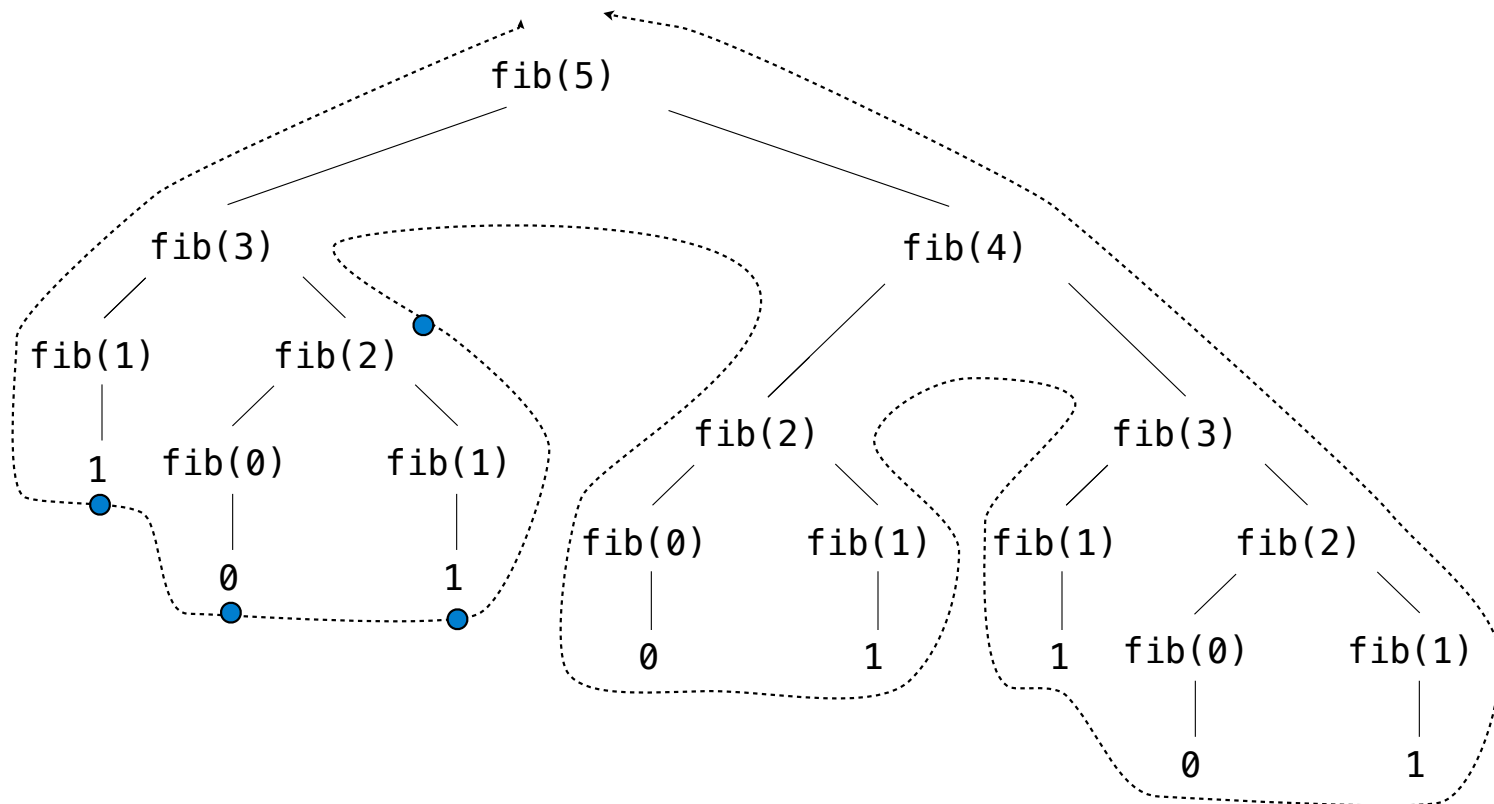 fib(5)
fib(3) fib(4)
fib(1) fib(2)
fib(2) fib(3)
1 fib(0) fib(1)
fib(0) fib(1) fib(1) fib(2)
0 1
0 1 1 fib(0) fib(1)
0 1